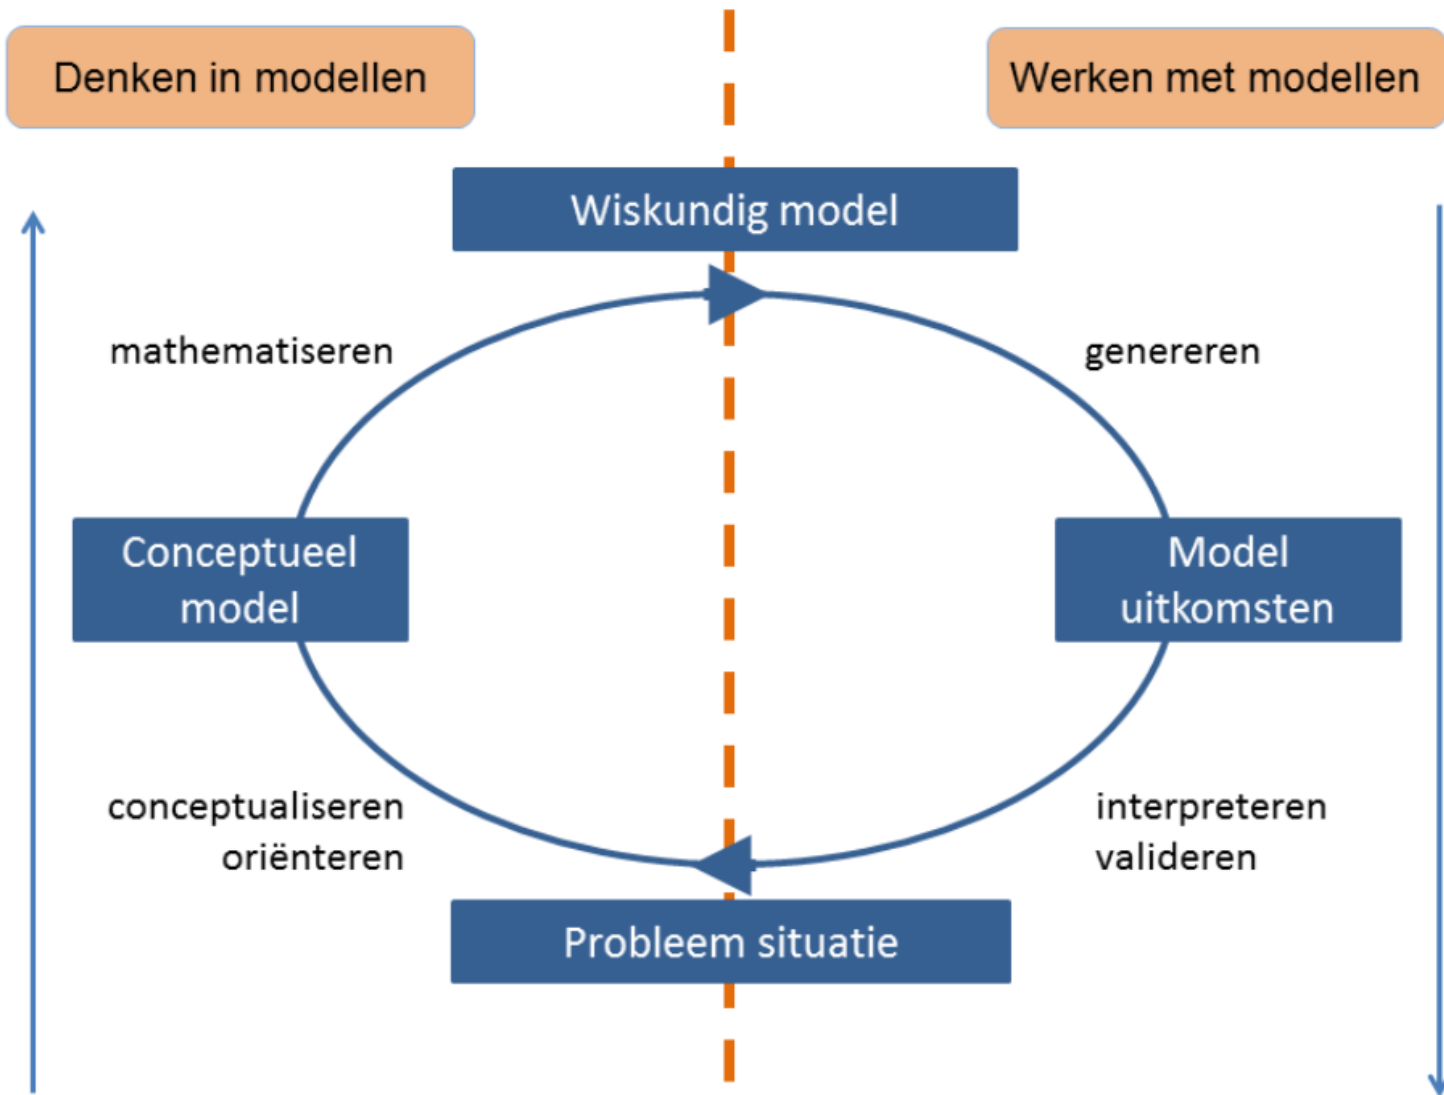 Denken in modellen
Werken met modellen
Wiskundig model
mathematiseren
genereren
Conceptueel
model
Model
uitkomsten
conceptualiseren
oriënteren
interpreteren
valideren
Probleem situatie